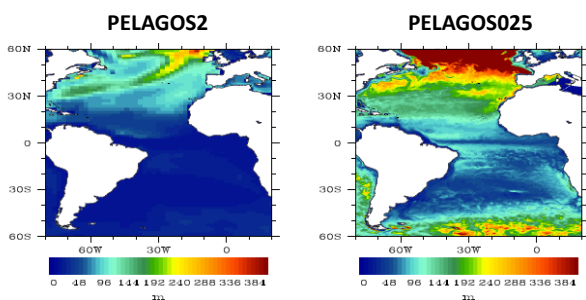 PELAGOS2 PELAGOS025
60N 60N
30N 30N
0 0
30S 30S
60S 60S
60W 30W 0 60W 30W 0
0 48 96 144 192 240 288 336 384 0 48 96 144 192 240 288 336 384
m m